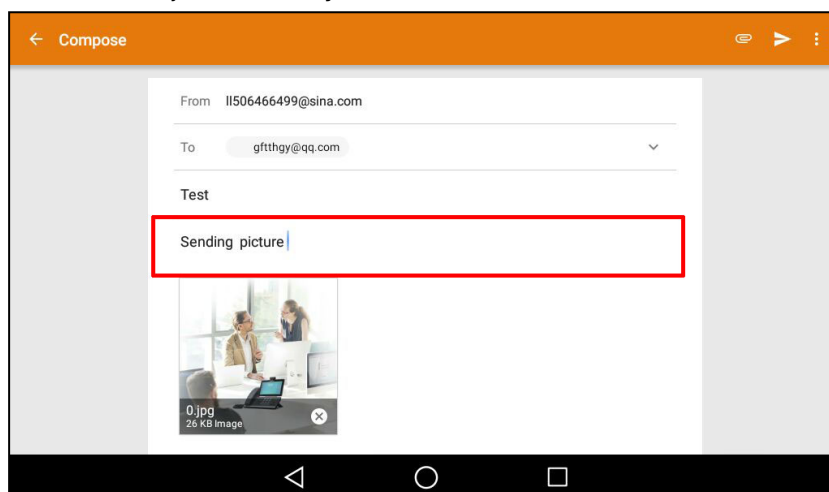 Compose
From ll506466499@sina.com
To gftthgy@qq.com
Test
Sending picture
0.jpg
26 KB Image